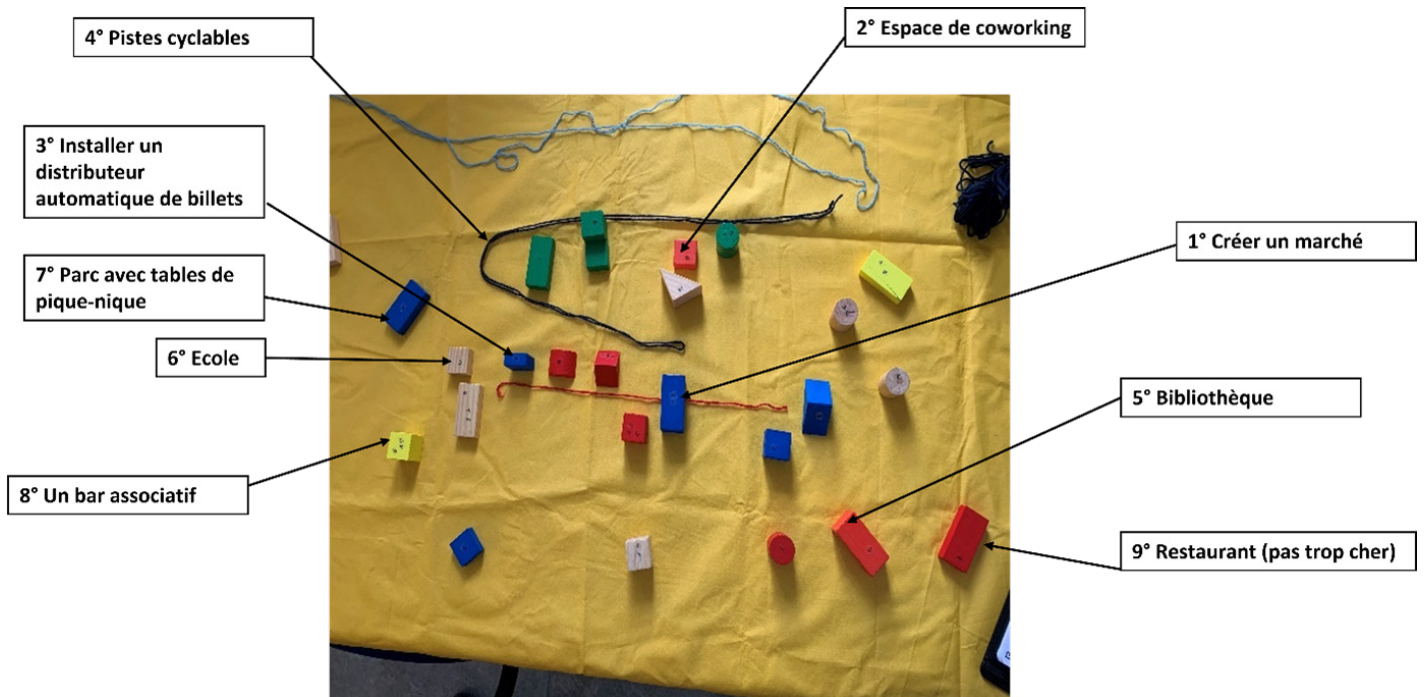 4° Pistes cyclables
2° Espace de coworking
3° Installer un
distributeur
automatique de billets
1° Créer un marché
7° Parc avec tables de
pique-nique
6° Ecole
5° Bibliothèque
8° Un bar associatif
9° Restaurant (pas trop cher)